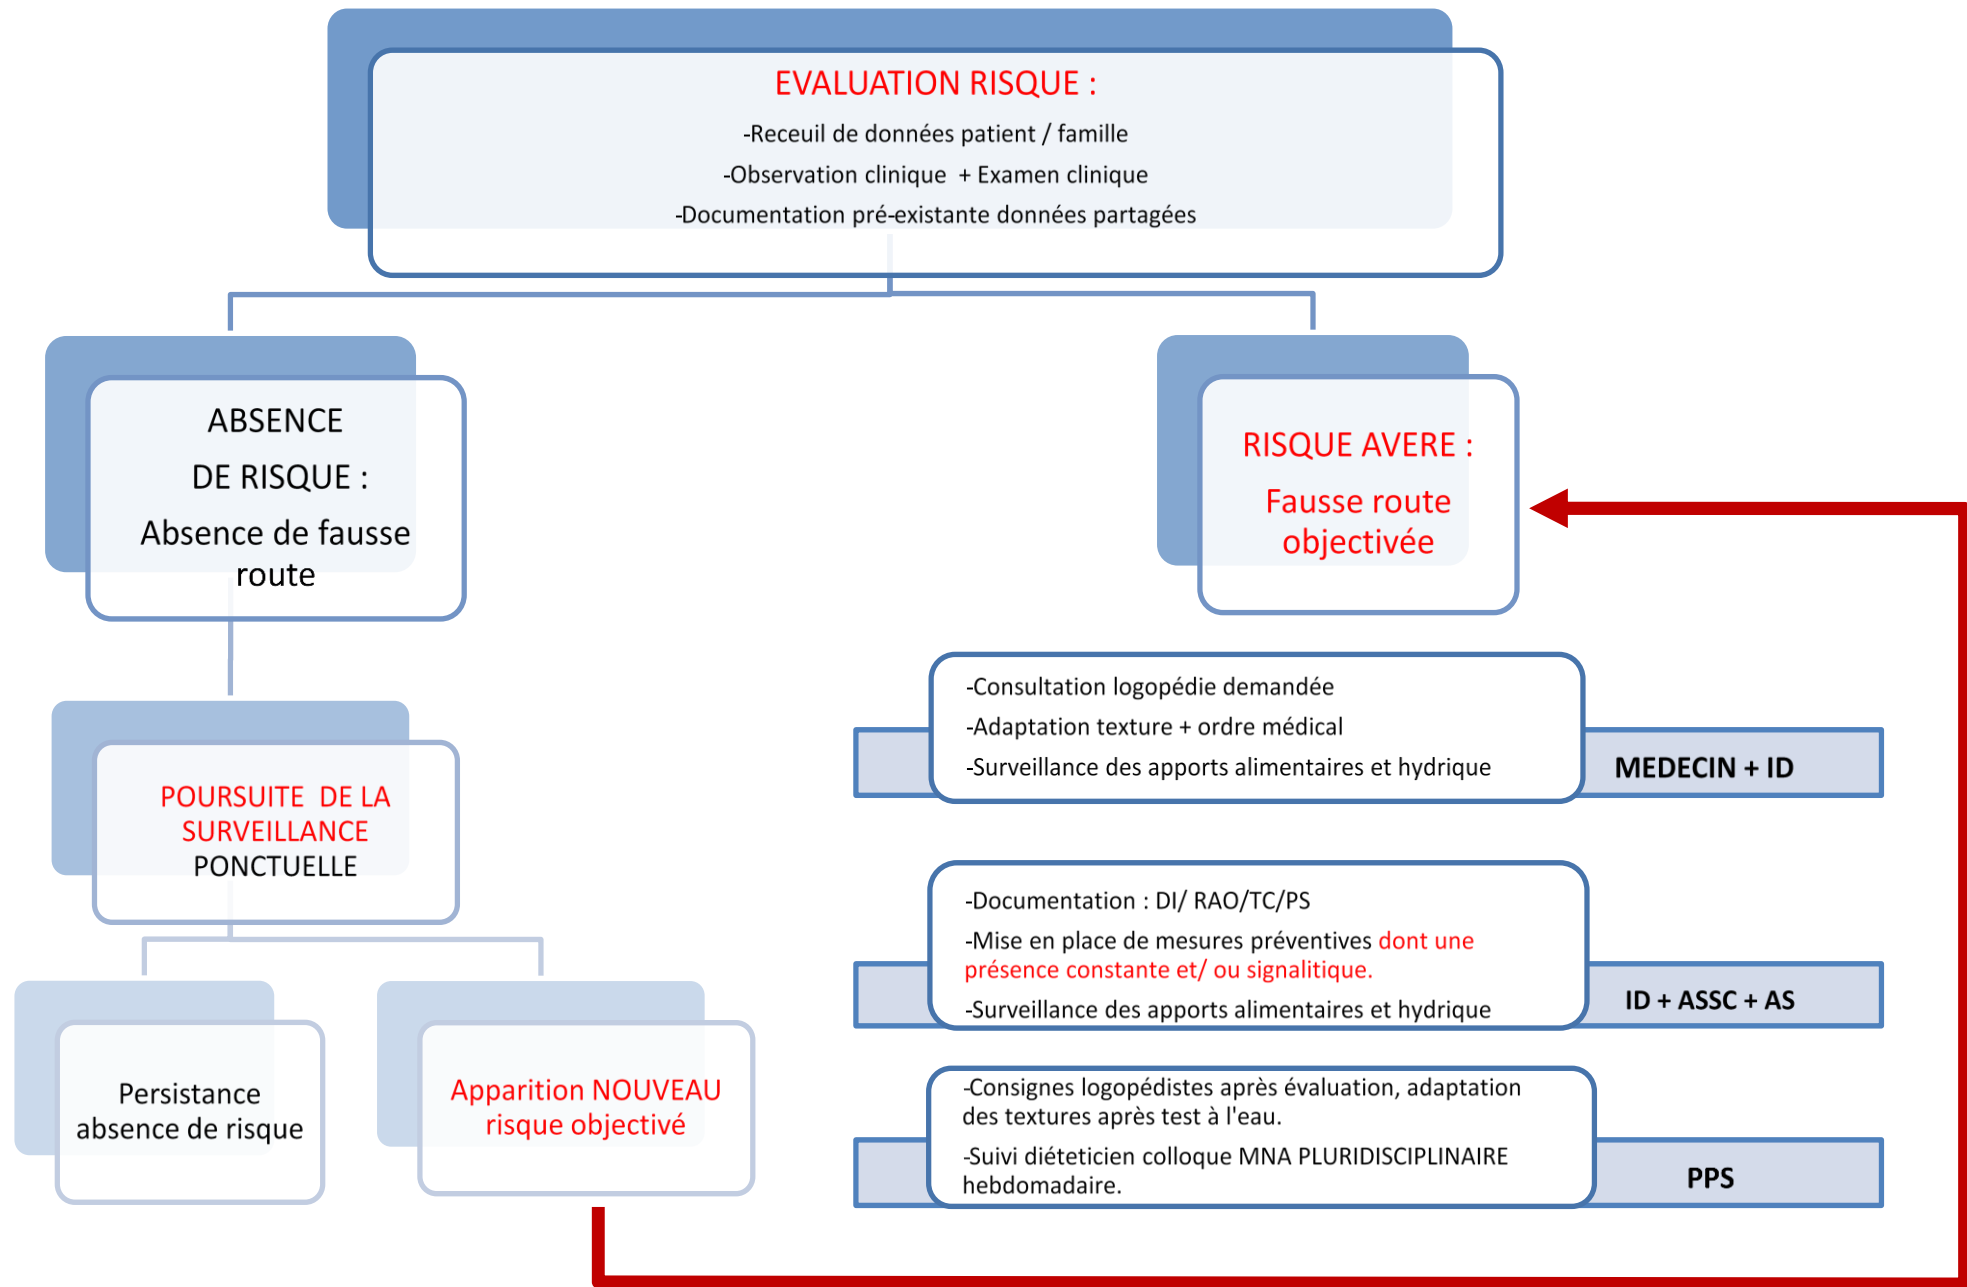 EVALUATION RISQUE :
-Receuil de données patient / famille
-Observation clinique + Examen clinique
-Documentation pré-existante données partagées
ABSENCE
DE RISQUE :
Absence de fausse
route
RISQUE AVERE :
Fausse route
objectivée
POURSUITE DE LA
SURVEILLANCE
PONCTUELLE
Persistance
absence de risque
Apparition NOUVEAU
risque objectivé
-Consultation logopédie demandée
-Adaptation texture + ordre médical
-Surveillance des apports alimentaires et hydrique
MEDECIN + ID
-Documentation : DI/ RAO/TC/PS
-Mise en place de mesures préventives dont une
présence constante et/ ou signalitique.
-Surveillance des apports alimentaires et hydrique
ID + ASSC + AS
-Consignes logopédistes après évaluation, adaptation
des textures après test à l'eau.
-Suivi diéteticien colloque MNA PLURIDISCIPLINAIRE
hebdomadaire.
PPS